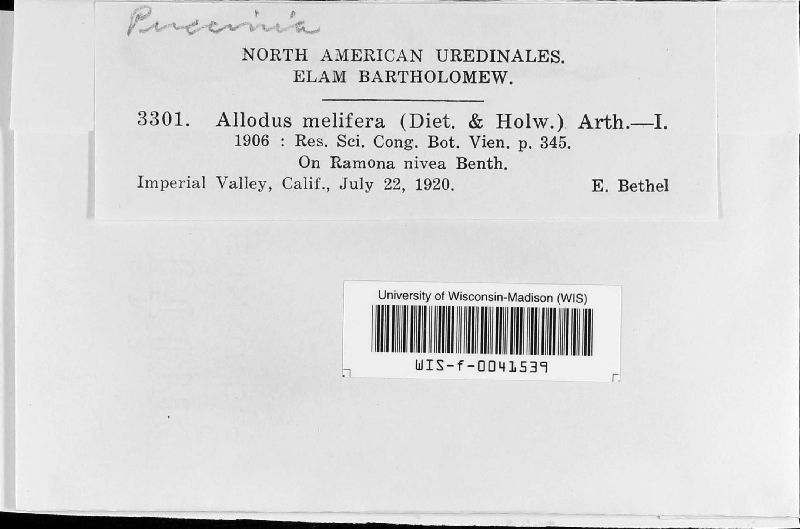 Puccinia
NORTH AMERICAN UREDINALES.
ELAM BARTHOLOMEW.
3301. Allodus melifera (Diet. & Holw.) Arth.—I.
1906 : Res. Sci. Cong. Bot. Vien. p. 345.
On Ramona nivea Benth.
Imperial Valley, Calif., July 22, 1920. E. Bethel
University of Wisconsin-Madison (WIS)
WIS-f-0041539